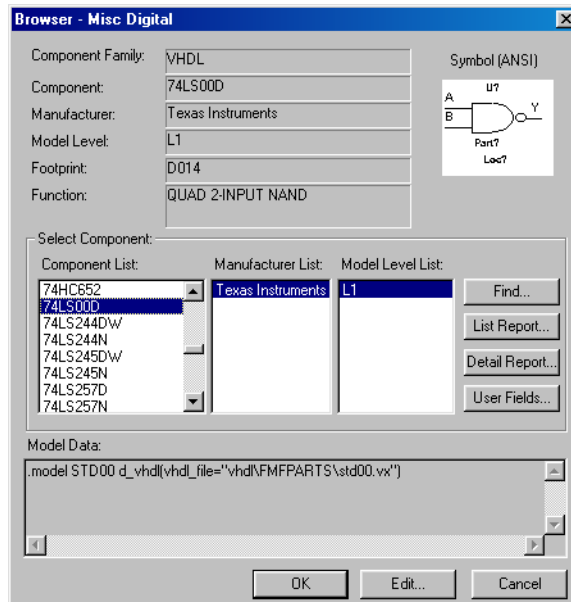 Browser - Misc Digital
Component Family: VHDL
Symbol (ANSI)
Component: 74LS00D
Manufacturer: Texas Instruments
Model Level: L1
Footprint: D014
Function: QUAD 2-INPUT NAND
U?
A
B
Y
Part?
Loc?
Select Component:
Component List: Manufacturer List: Model Level List:
74HC652 Texas Instruments L1 Find...
74LS00D
74LS244DW List Report...
74LS244N
74LS245DW Detail Report...
74LS245N
74LS257D User Fields...
74LS257N
Model Data:
.model STD00 d_vhdl(vhdl_file="vhdl\FMFPARTS\std00.vx")
OK Edit... Cancel